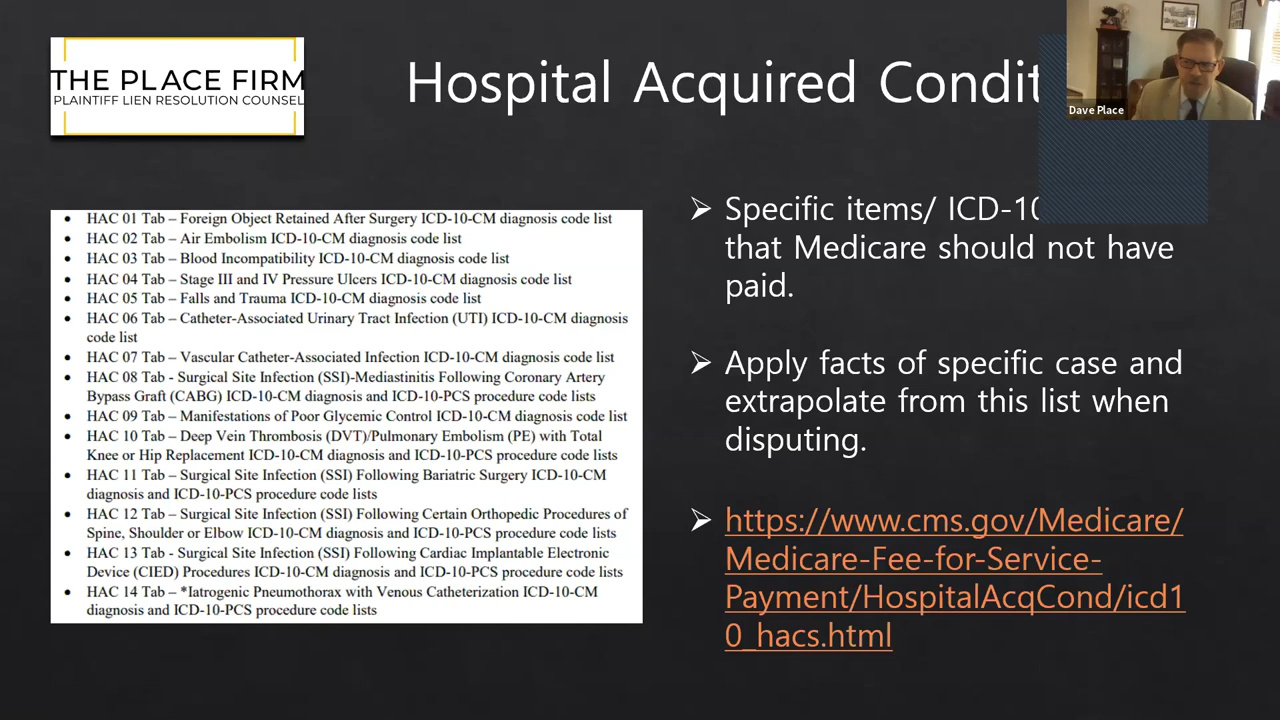 THE PLACE FIRM
PLAINTIFF LIEN RESOLUTION COUNSEL
Hospital Acquired Condit
Dave Place
• HAC 01 Tab – Foreign Object Retained After Surgery ICD-10-CM diagnosis code list
• HAC 02 Tab – Air Embolism ICD-10-CM diagnosis code list
• HAC 03 Tab – Blood Incompatibility ICD-10-CM diagnosis code list
• HAC 04 Tab – Stage III and IV Pressure Ulcers ICD-10-CM diagnosis code list
• HAC 05 Tab – Falls and Trauma ICD-10-CM diagnosis code list
• HAC 06 Tab – Catheter-Associated Urinary Tract Infection (UTI) ICD-10-CM diagnosis
code list
• HAC 07 Tab – Vascular Catheter-Associated Infection ICD-10-CM diagnosis code list
• HAC 08 Tab - Surgical Site Infection (SSI)-Mediastinitis Following Coronary Artery
Bypass Graft (CABG) ICD-10-CM diagnosis and ICD-10-PCS procedure code lists
• HAC 09 Tab – Manifestations of Poor Glycemic Control ICD-10-CM diagnosis code list
• HAC 10 Tab – Deep Vein Thrombosis (DVT)/Pulmonary Embolism (PE) with Total
Knee or Hip Replacement ICD-10-CM diagnosis and ICD-10-PCS procedure code lists
• HAC 11 Tab – Surgical Site Infection (SSI) Following Bariatric Surgery ICD-10-CM
diagnosis and ICD-10-PCS procedure code lists
• HAC 12 Tab – Surgical Site Infection (SSI) Following Certain Orthopedic Procedures of
Spine, Shoulder or Elbow ICD-10-CM diagnosis and ICD-10-PCS procedure code lists
• HAC 13 Tab - Surgical Site Infection (SSI) Following Cardiac Implantable Electronic
Device (CIED) Procedures ICD-10-CM diagnosis and ICD-10-PCS procedure code lists
• HAC 14 Tab – *Iatrogenic Pneumothorax with Venous Catheterization ICD-10-CM
diagnosis and ICD-10-PCS procedure code lists
➢ Specific items/ ICD-10
that Medicare should not have
paid.
➢ Apply facts of specific case and
extrapolate from this list when
disputing.
➢ https://www.cms.gov/Medicare/
Medicare-Fee-for-Service-
Payment/HospitalAcqCond/icd1
0_hacs.html